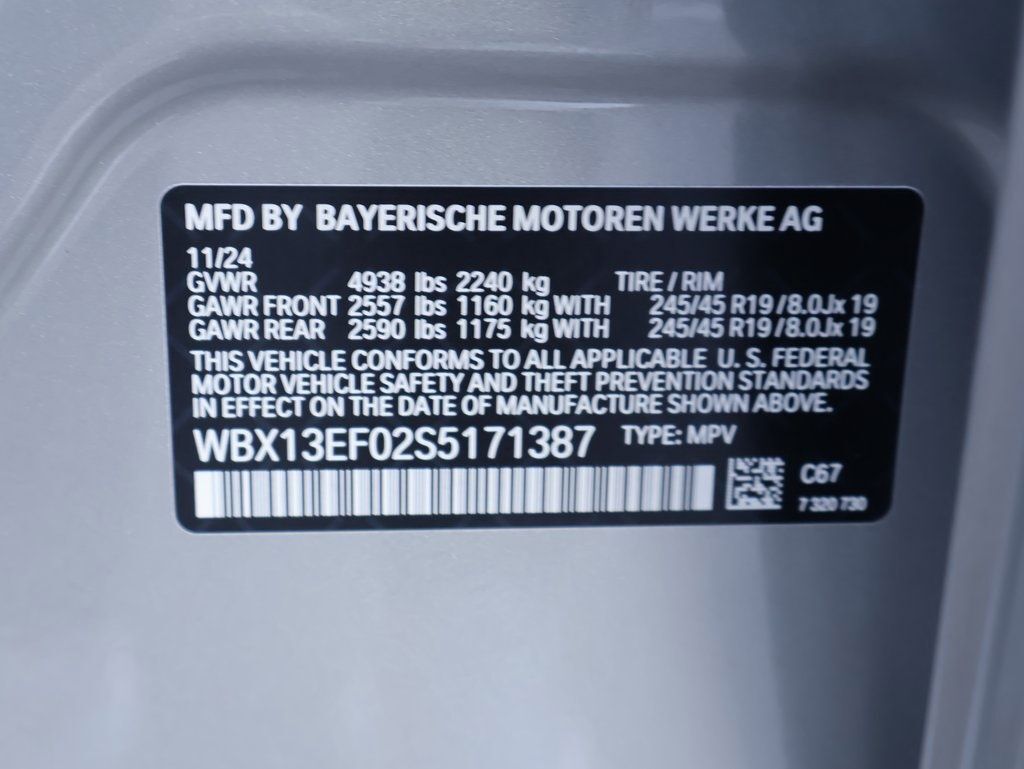 MFD BY BAYERISCHE MOTOREN WERKE AG
11/24
GVWR 4938 lbs 2240 kg TIRE / RIM
GAWR FRONT 2557 lbs 1160 kg WITH 245/45 R19 / 8.0Jx 19
GAWR REAR 2590 lbs 1175 kg WITH 245/45 R19 / 8.0Jx 19
THIS VEHICLE CONFORMS TO ALL APPLICABLE U. S. FEDERAL
MOTOR VEHICLE SAFETY AND THEFT PREVENTION STANDARDS
IN EFFECT ON THE DATE OF MANUFACTURE SHOWN ABOVE.
WBX13EF02S5171387 TYPE: MPV
C67
7 320 730